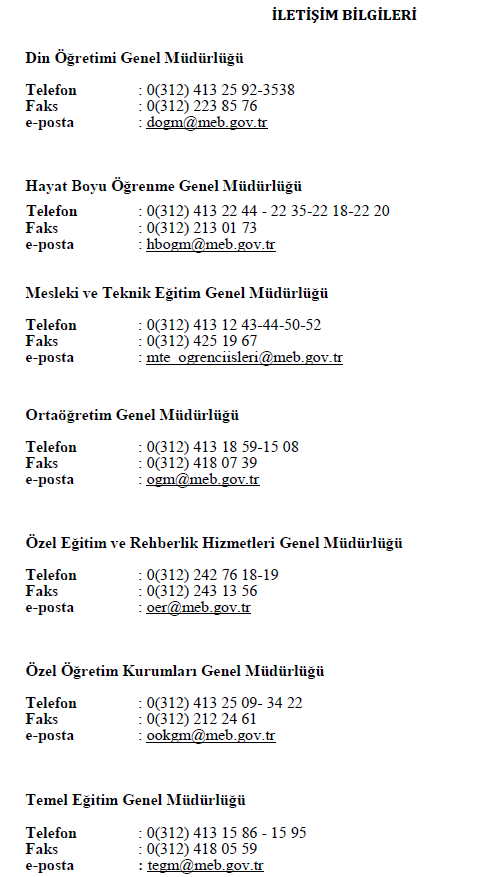 İLETİŞİM BİLGİLERİ
Din Öğretimi Genel Müdürlüğü
Telefon : 0(312) 413 25 92-3538
Faks : 0(312) 223 85 76
e-posta : dogm@meb.gov.tr
Hayat Boyu Öğrenme Genel Müdürlüğü
Telefon : 0(312) 413 22 44 - 22 35-22 18-22 20
Faks : 0(312) 213 01 73
e-posta : hbogm@meb.gov.tr
Mesleki ve Teknik Eğitim Genel Müdürlüğü
Telefon : 0(312) 413 12 43-44-50-52
Faks : 0(312) 425 19 67
e-posta : mte_ogrenciisleri@meb.gov.tr
Ortaöğretim Genel Müdürlüğü
Telefon : 0(312) 413 18 59-15 08
Faks : 0(312) 418 07 39
e-posta : ogm@meb.gov.tr
Özel Eğitim ve Rehberlik Hizmetleri Genel Müdürlüğü
Telefon : 0(312) 242 76 18-19
Faks : 0(312) 243 13 56
e-posta : oer@meb.gov.tr
Özel Öğretim Kurumları Genel Müdürlüğü
Telefon : 0(312) 413 25 09- 34 22
Faks : 0(312) 212 24 61
e-posta : ookgm@meb.gov.tr
Temel Eğitim Genel Müdürlüğü
Telefon : 0(312) 413 15 86 - 15 95
Faks : 0(312) 418 05 59
e-posta : tegm@meb.gov.tr